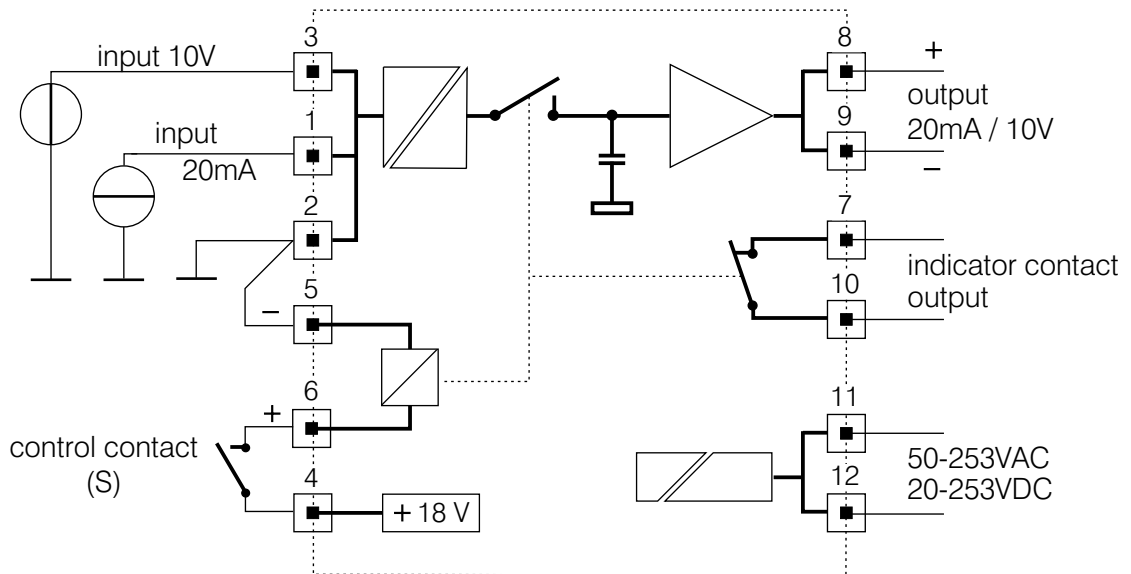 3
input 10V
1
input
20mA
2
5
−
6
+
control contact
(S)
4
+ 18 V
8
+
output
9
20mA / 10V
−
7
indicator contact
10
output
11
50-253VAC
12
20-253VDC